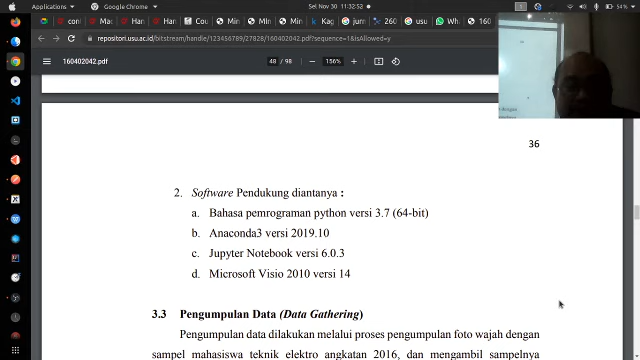 Applications
Sel Nov 30 11:32:52
54%
repositori.usu.ac.id/bitstream/handle/123456789/27828/160402042.pdf?sequence=1&isAllowed=y
160402042.pdf
48 / 98
156%
36
2. Software Pendukung diantanya :
a. Bahasa pemrograman python versi 3.7 (64-bit)
b. Anaconda3 versi 2019.10
c. Jupyter Notebook versi 6.0.3
d. Microsoft Visio 2010 versi 14
3.3 Pengumpulan Data (Data Gathering)
Pengumpulan data dilakukan melalui proses pengumpulan foto wajah dengan
sampel mahasiswa teknik elektro angkatan 2016, dan mengambil sampelnya